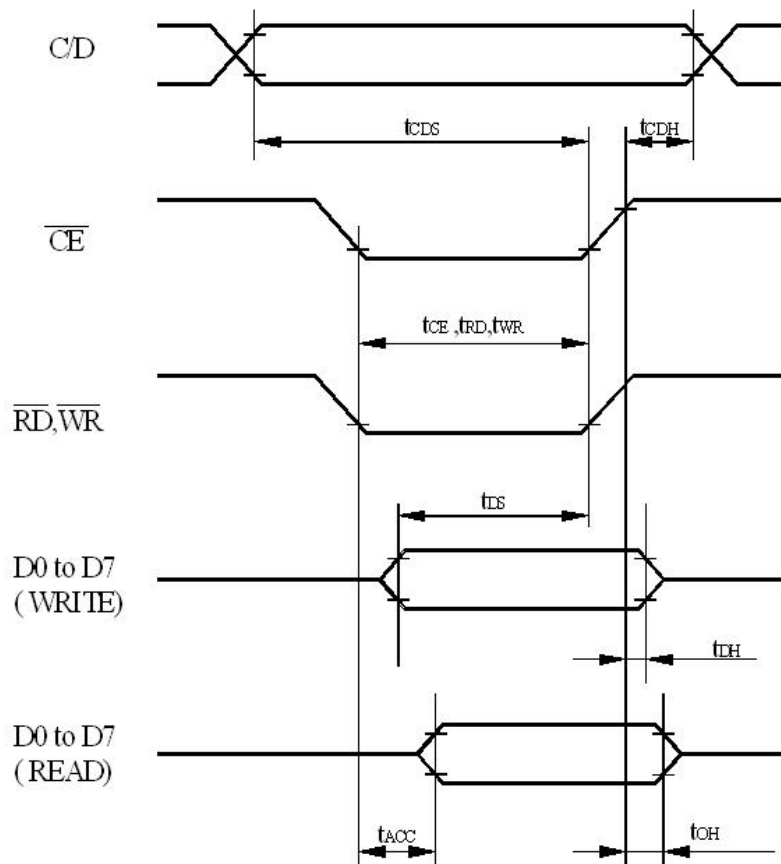 C/D
tCDS
tCDH
CE
tCE ,tRD,tWR
RD,WR
tDS
D0 to D7
( WRITE)
tDH
D0 to D7
( READ)
tACC
tOH